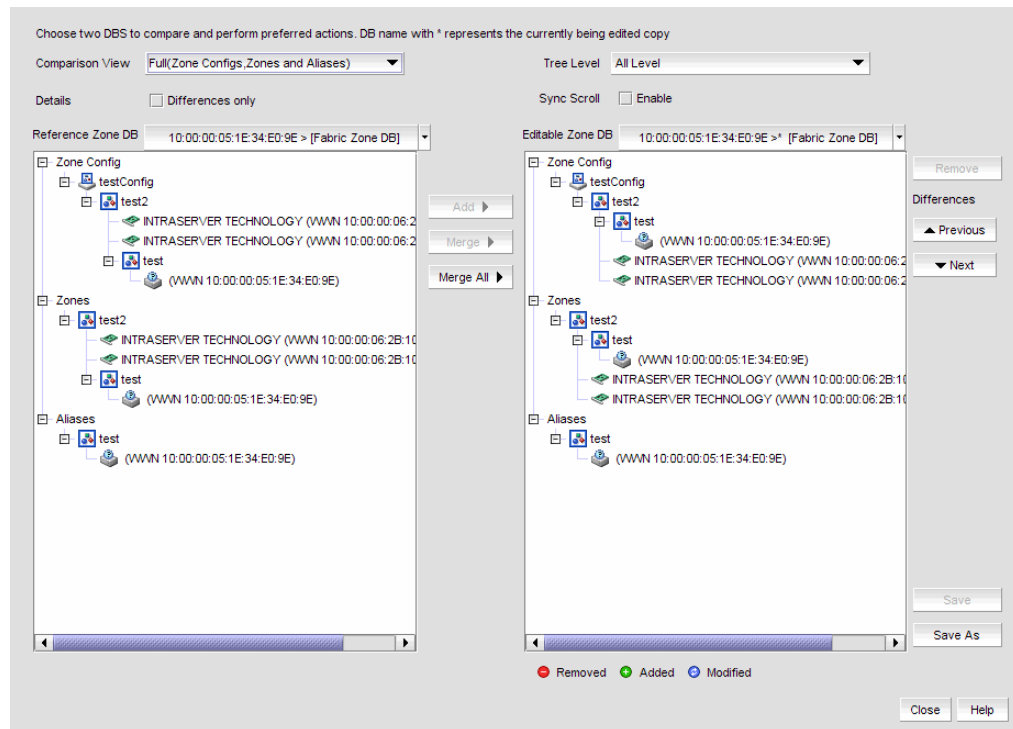 Choose two DBS to compare and perform preferred actions. DB name with * represents the currently being edited copy
Comparison View Full(Zone Configs,Zones and Aliases) Tree Level All Level
Details Differences only Sync Scroll Enable
Reference Zone DB 10:00:00:05:1E:34:E0:9E > [Fabric Zone DB] Editable Zone DB 10:00:00:05:1E:34:E0:9E >* [Fabric Zone DB]
Zone Config
testConfig
test2
INTRASERVER TECHNOLOGY (WWN 10:00:00:06:2
INTRASERVER TECHNOLOGY (WWN 10:00:00:06:2
test
(WWN 10:00:00:05:1E:34:E0:9E)
Zones
test2
INTRASERVER TECHNOLOGY (WWN 10:00:00:06:2B:10
INTRASERVER TECHNOLOGY (WWN 10:00:00:06:2B:10
test
(WWN 10:00:00:05:1E:34:E0:9E)
Aliases
test
(WWN 10:00:00:05:1E:34:E0:9E)
Add
Merge
Merge All
Zone Config
testConfig
test2
test
(WWN 10:00:00:05:1E:34:E0:9E)
INTRASERVER TECHNOLOGY (WWN 10:00:00:06:2
INTRASERVER TECHNOLOGY (WWN 10:00:00:06:2
Zones
test2
test
(WWN 10:00:00:05:1E:34:E0:9E)
INTRASERVER TECHNOLOGY (WWN 10:00:00:06:2B:10
INTRASERVER TECHNOLOGY (WWN 10:00:00:06:2B:10
Aliases
test
(WWN 10:00:00:05:1E:34:E0:9E)
Remove
Differences
Previous
Next
Save
Save As
Removed Added Modified
Close Help